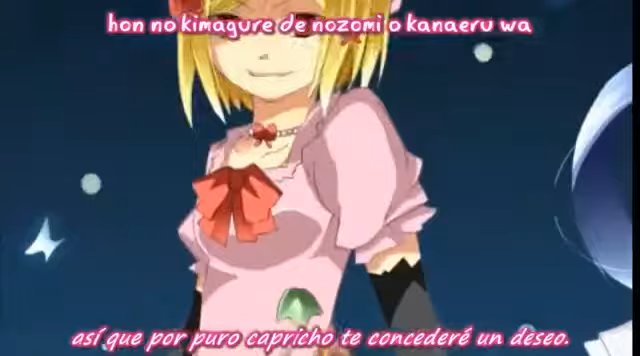 hon no kimagure de nozomi o kanaeru wa
así que por puro capricho te concederé un deseo.